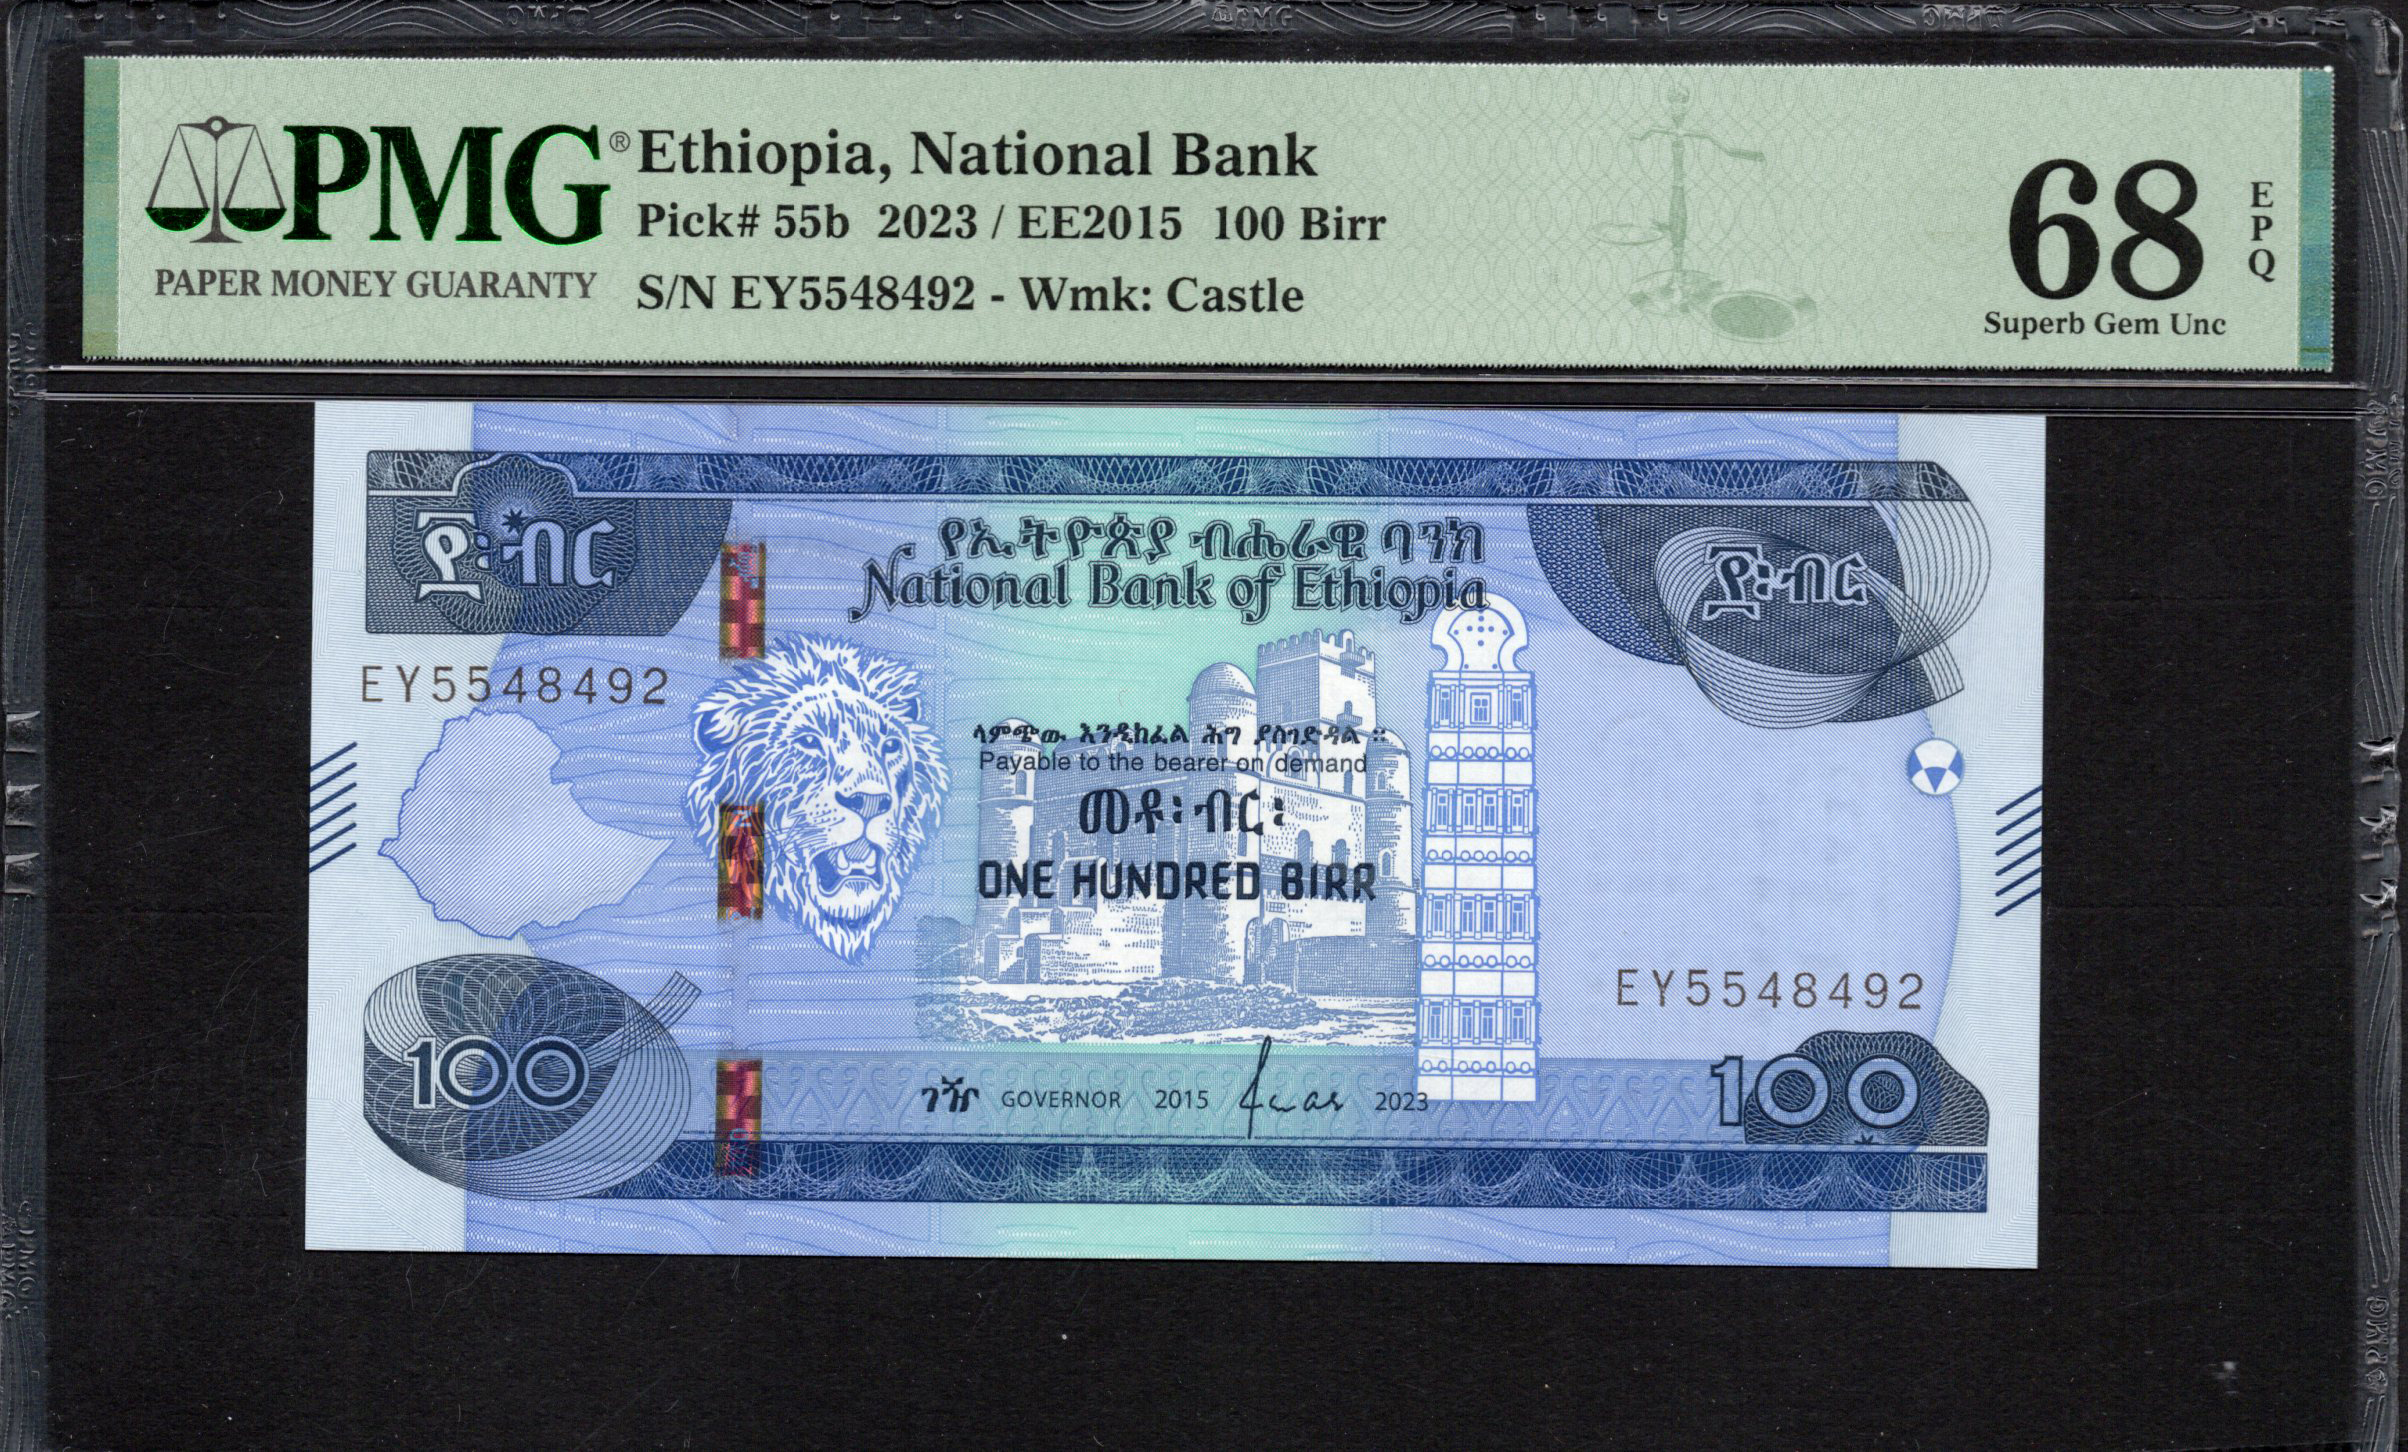 PMG®
PAPER MONEY GUARANTY
Ethiopia, National Bank
Pick# 55b 2023 / EE2015 100 Birr
S/N EY5548492 - Wmk: Castle
68
EPQ
Superb Gem Unc
፻፡ብር
የኢትዮጵያ ብሔራዊ ባንክ
National Bank of Ethiopia
፻፡ብር
EY5548492
ላምጭው እንዲከፈል ሕግ ያስገድዳል ።
Payable to the bearer on demand
መቶ፡ ብር፡
ONE HUNDRED BIRR
EY5548492
100
ገዥ GOVERNOR 2015 2023
100